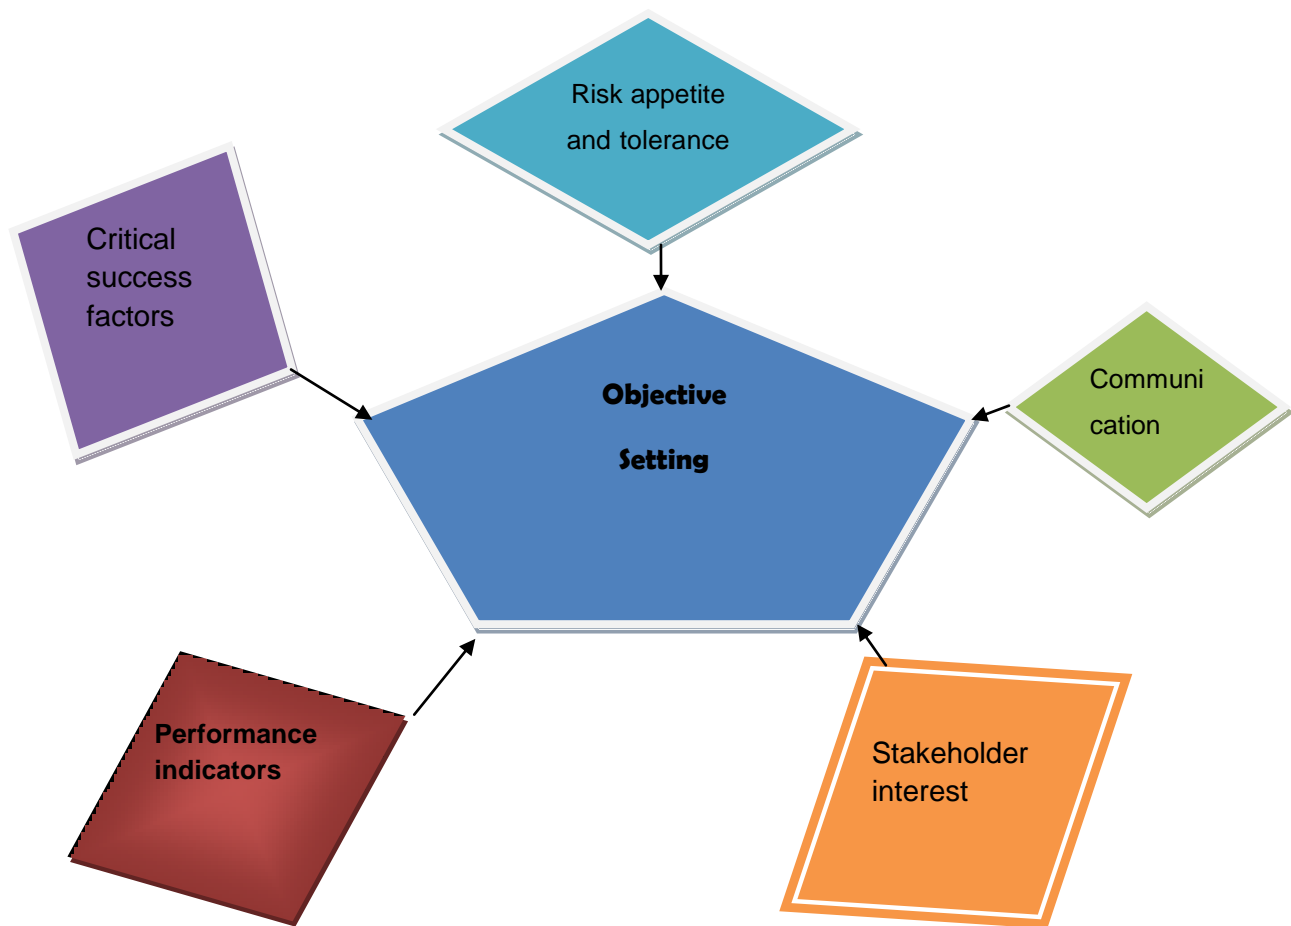 Risk appetite
and tolerance
Critical
success
factors
Objective
Setting
Communi
cation
Performance
indicators
Stakeholder
interest